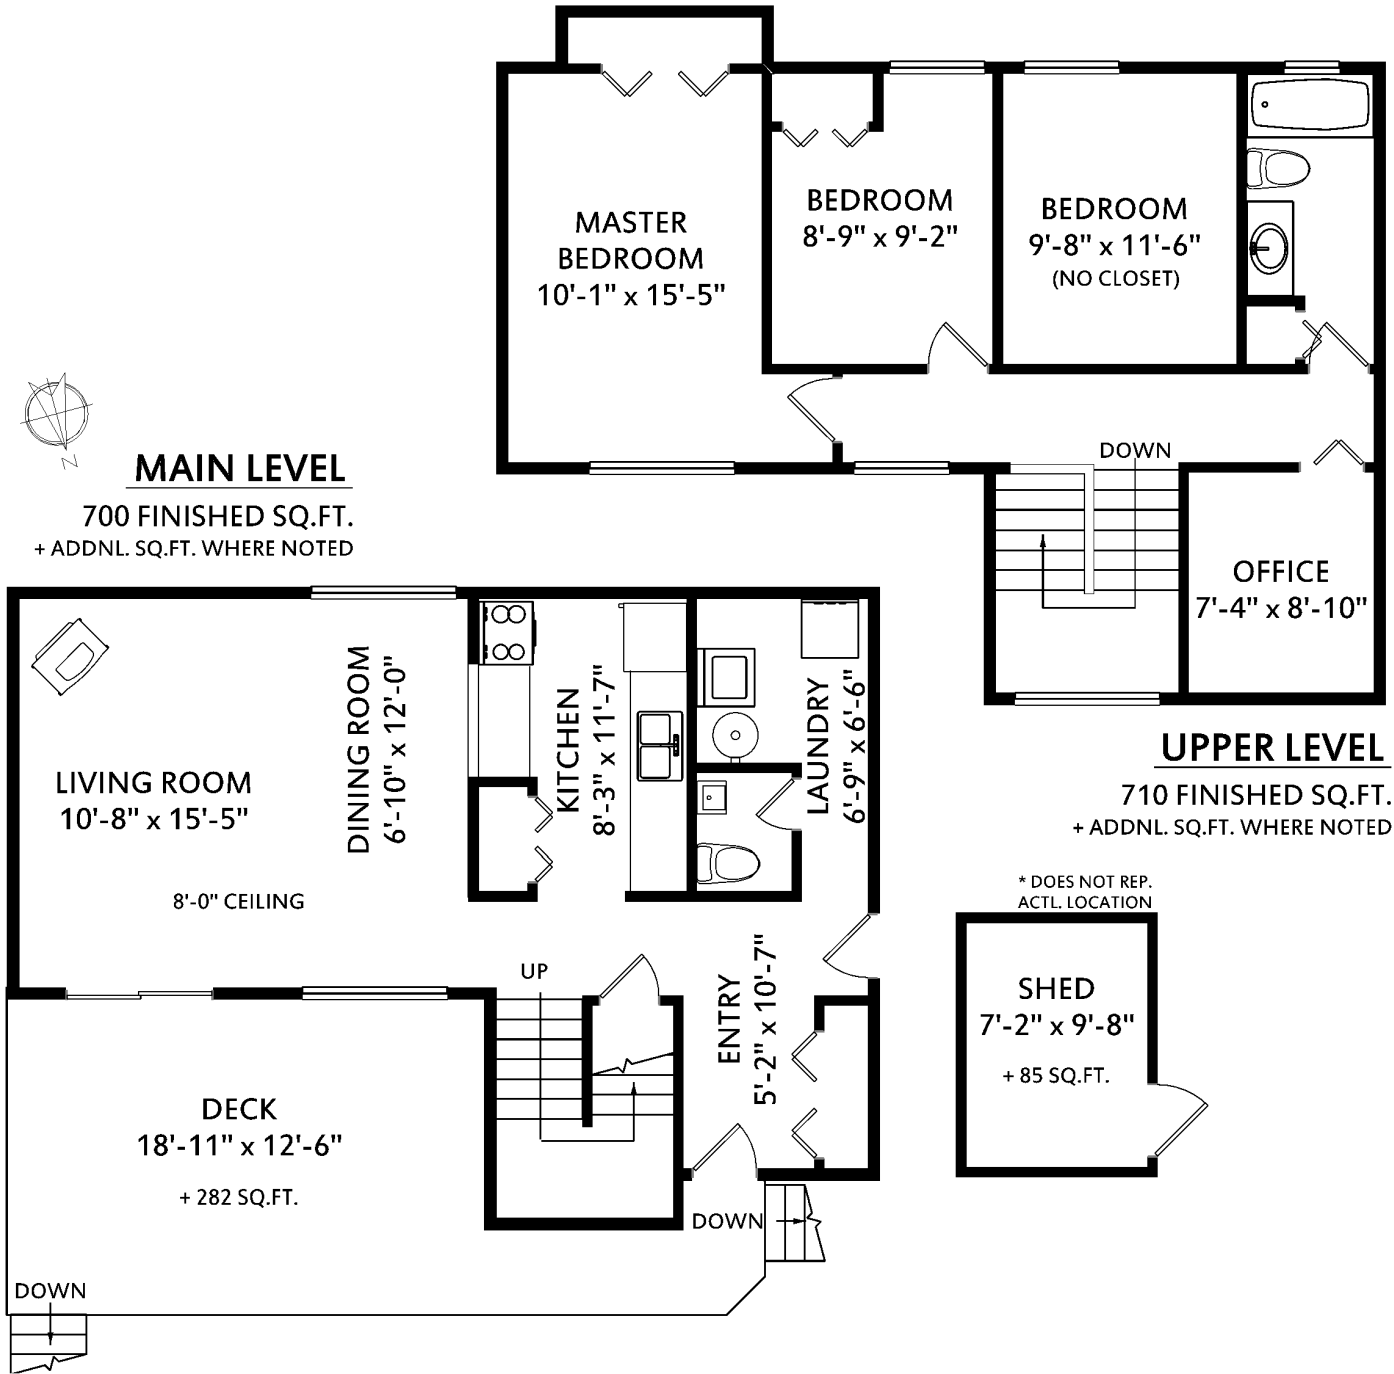 MASTER
BEDROOM
10'-1" x 15'-5"
BEDROOM
8'-9" x 9'-2"
BEDROOM
9'-8" x 11'-6"
(NO CLOSET)
DOWN
OFFICE
7'-4" x 8'-10"
UPPER LEVEL
710 FINISHED SQ.FT.
+ ADDNL. SQ.FT. WHERE NOTED
N
MAIN LEVEL
700 FINISHED SQ.FT.
+ ADDNL. SQ.FT. WHERE NOTED
LIVING ROOM
10'-8" x 15'-5"
8'-0" CEILING
DINING ROOM
6'-10" x 12'-0"
KITCHEN
8'-3" x 11'-7"
LAUNDRY
6'-9" x 6'-6"
UP
ENTRY
5'-2" x 10'-7"
DECK
18'-11" x 12'-6"
+ 282 SQ.FT.
DOWN
DOWN
* DOES NOT REP.
ACTL. LOCATION
SHED
7'-2" x 9'-8"
+ 85 SQ.FT.